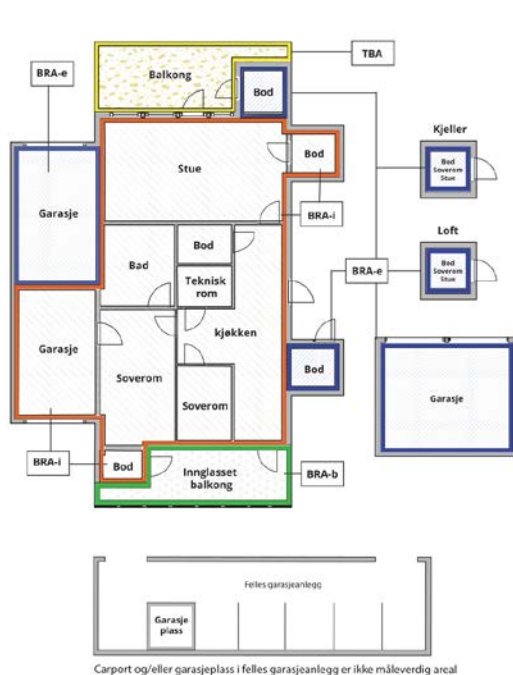 TBA
BRA-e
Balkong
Bod
Kjeller
Bod
Soverom
Stue
Stue
Bod
BRA-i
Loft
Bod
Soverom
Stue
Garasje
Bad
Bod
Teknisk
rom
BRA-e
Garasje
kjøkken
Soverom
Soverom
Bod
Garasje
BRA-i
Bod
Innglasset
balkong
BRA-b
Felles garasjeanlegg
Garasje
plass
Carport og/eller garasjeplass i felles garasjeanlegg er ikke måleverdig areal